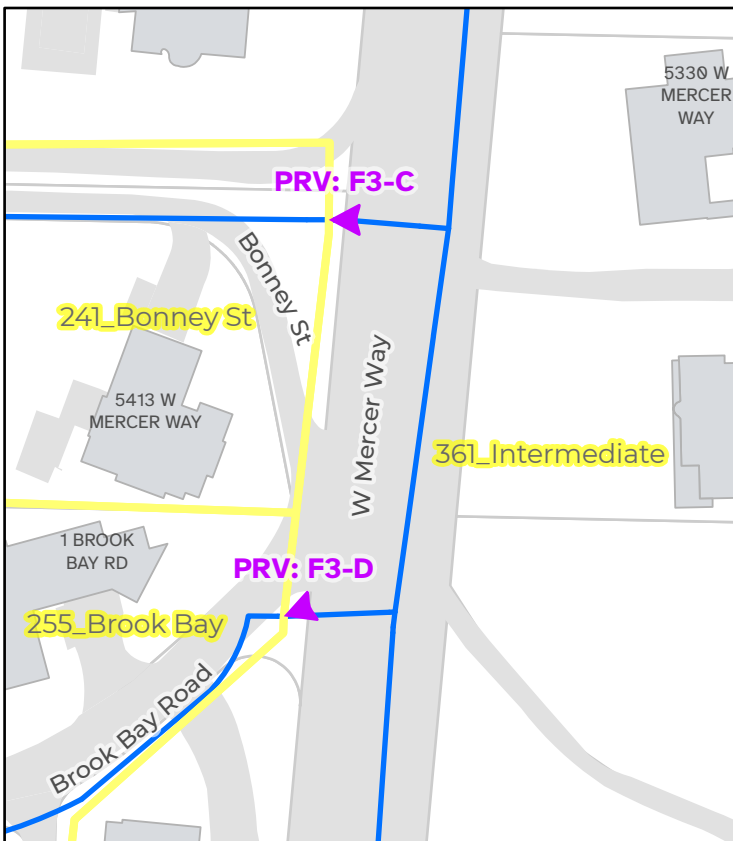 5330 W
MERCER
WAY
PRV: F3-C
Bonney St
241_Bonney St
W Mercer Way
5413 W
MERCER WAY
361_Intermediate
1 BROOK
BAY RD
PRV: F3-D
255_Brook Bay
Brook Bay Road